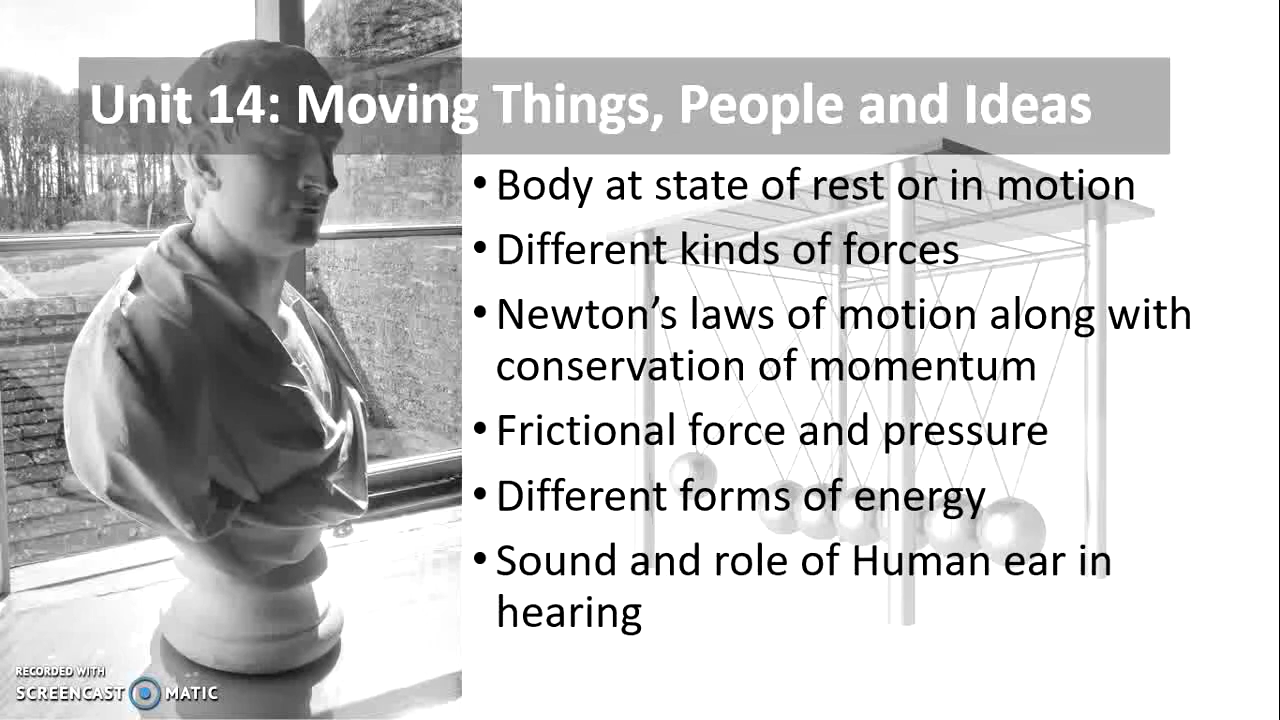 Unit 14: Moving Things, People and Ideas
• Body at state of rest or in motion
• Different kinds of forces
• Newton’s laws of motion along with
conservation of momentum
• Frictional force and pressure
• Different forms of energy
• Sound and role of Human ear in
hearing
RECORDED WITH
SCREENCAST MATIC